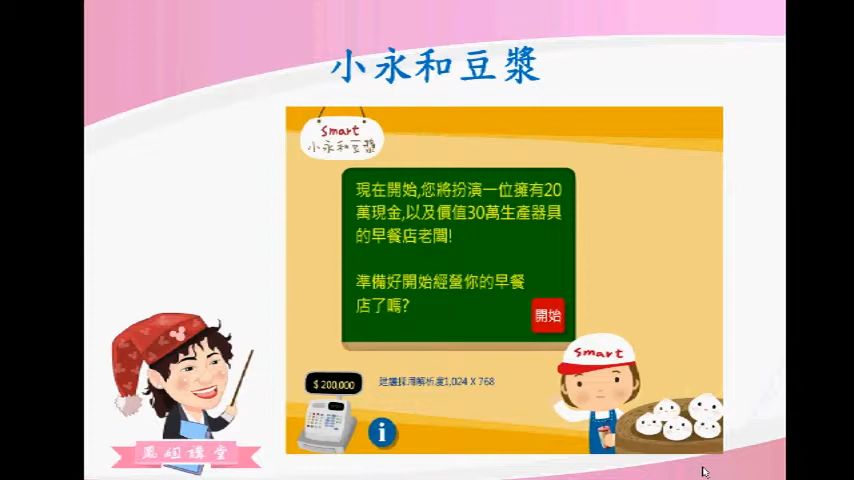 小永和豆漿
smart
小永和豆漿
現在開始,您將扮演一位擁有20
萬現金,以及價值30萬生產器具
的早餐店老闆!
準備好開始經營你的早餐
店了嗎?
開始
smart
$200,000
建議採用解析度1,024 X 768
i
鳳姐講堂